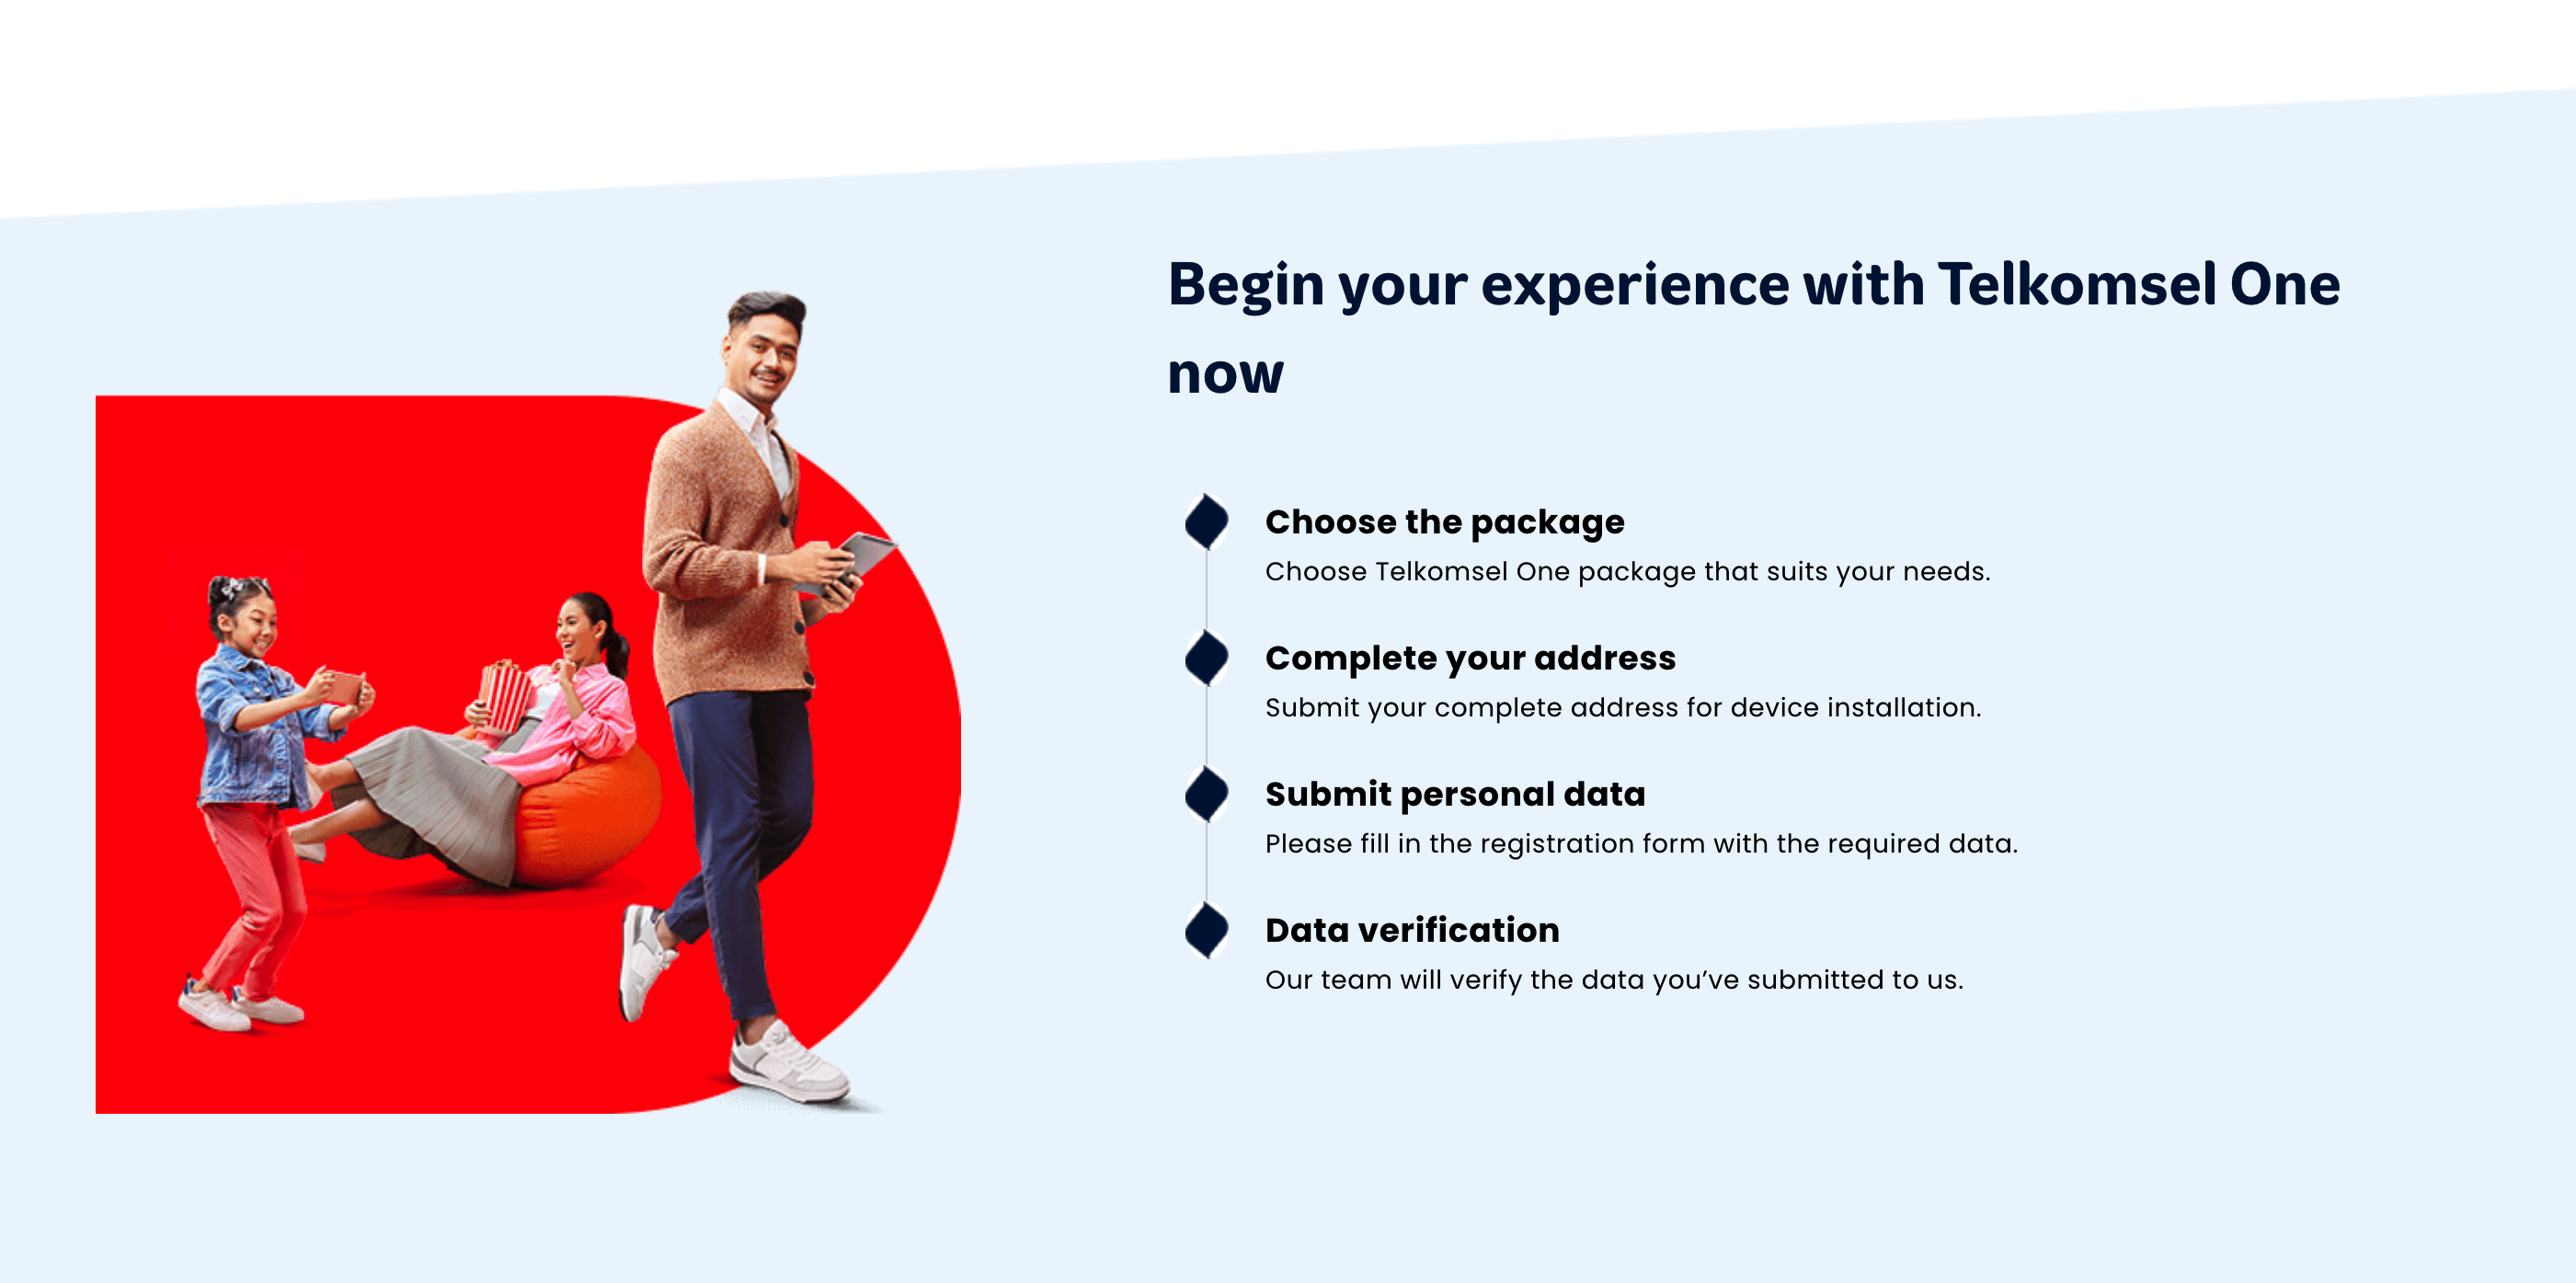 Begin your experience with Telkomsel One
now
Choose the package
Choose Telkomsel One package that suits your needs.
Complete your address
Submit your complete address for device installation.
Submit personal data
Please fill in the registration form with the required data.
Data verification
Our team will verify the data you’ve submitted to us.